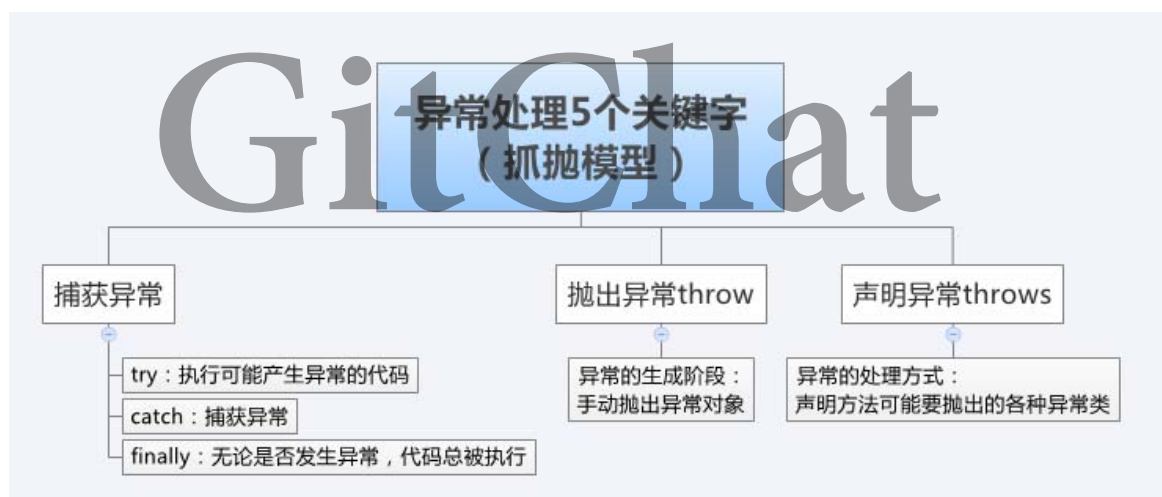 GitChat
异常处理5个关键字
（抓抛模型）
捕获异常
try：执行可能产生异常的代码
catch：捕获异常
finally：无论是否发生异常，代码总被执行
抛出异常throw
异常的生成阶段：
手动抛出异常对象
声明异常throws
异常的处理方式：
声明方法可能要抛出的各种异常类